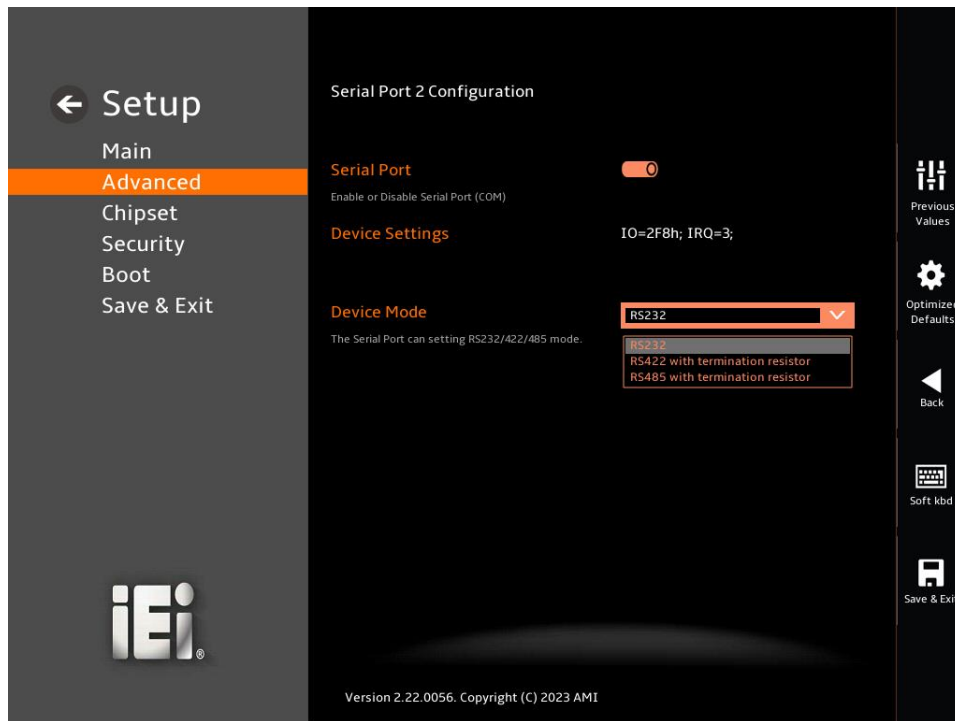 Setup
Main
Advanced
Chipset
Security
Boot
Save & Exit
iEi®
Serial Port 2 Configuration
Serial Port
Enable or Disable Serial Port (COM)
Device Settings
IO=2F8h; IRQ=3;
Device Mode
RS232
The Serial Port can setting RS232/422/485 mode.
RS232
RS422 with termination resistor
RS485 with termination resistor
Version 2.22.0056. Copyright (C) 2023 AMI
Previous
Values
Optimized
Defaults
Back
Soft kbd
Save & Exi